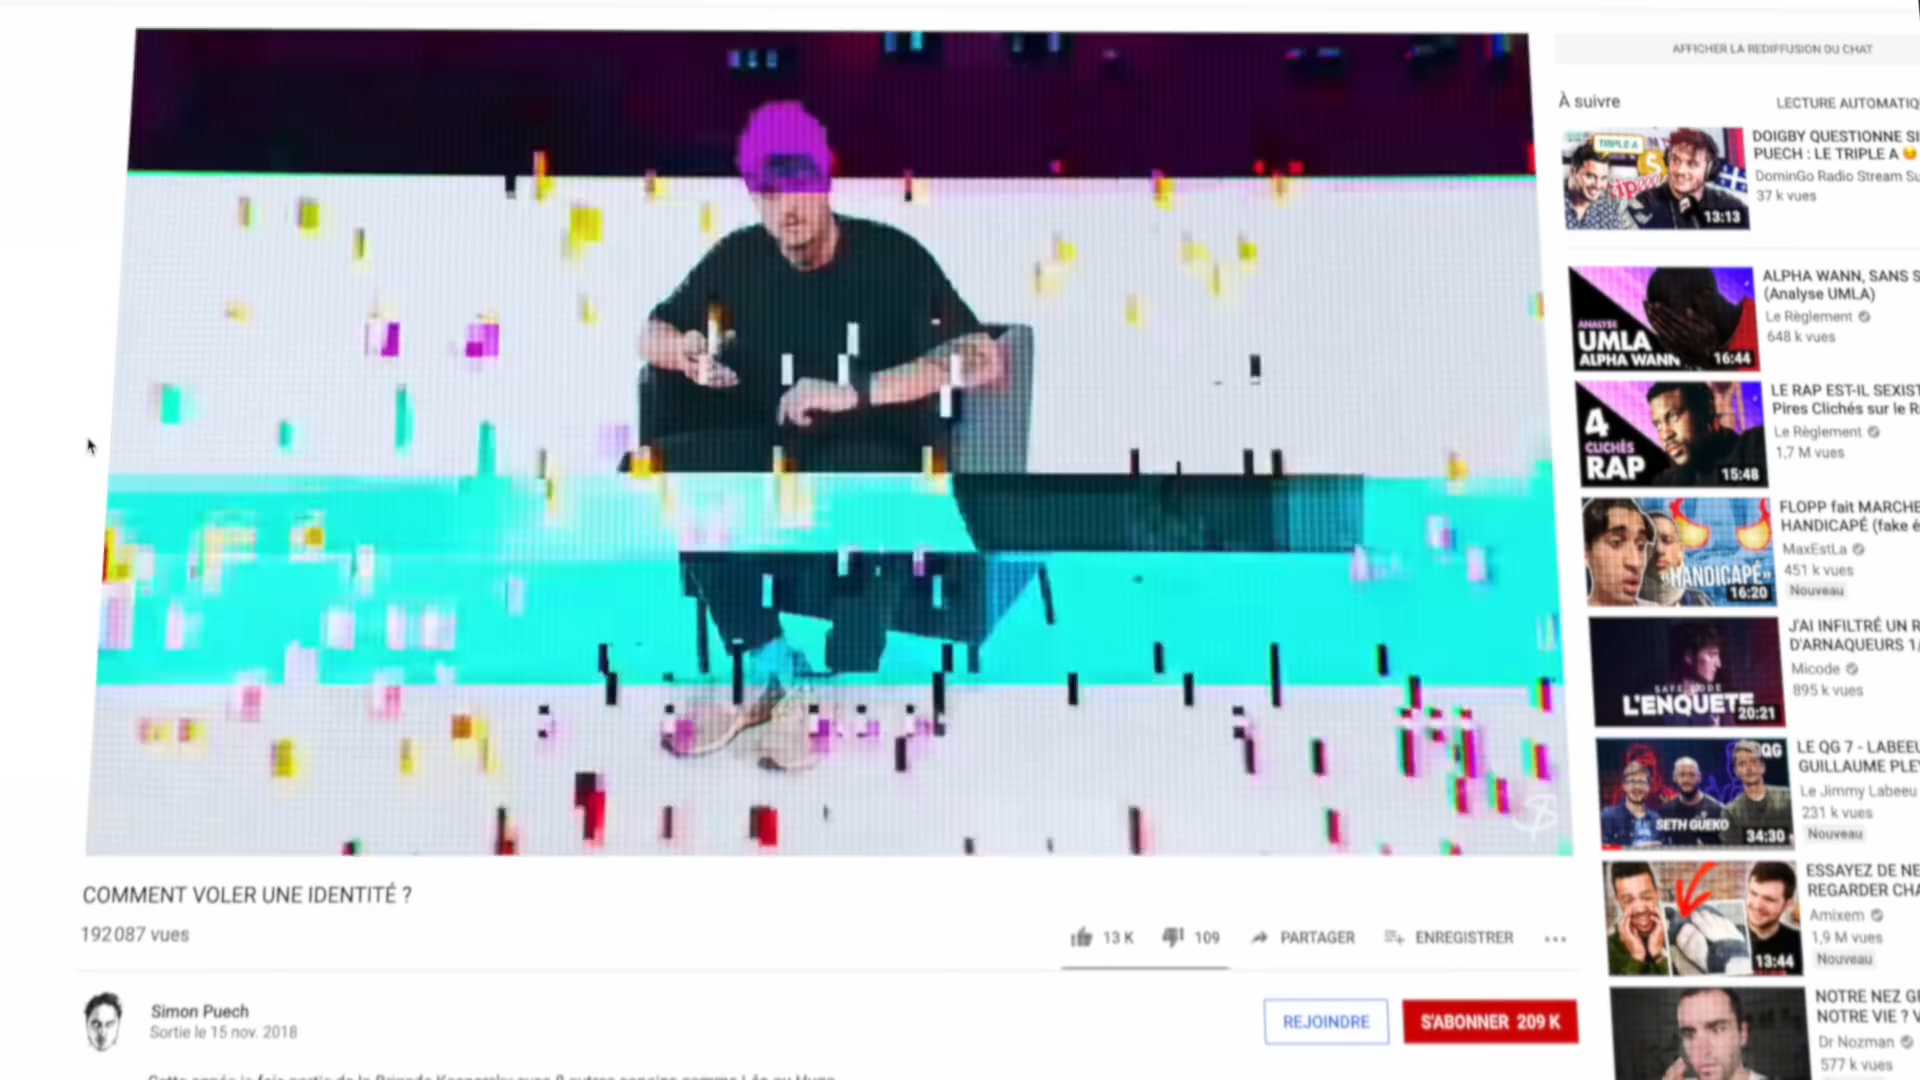 AFFICHER LA REDIFFUSION DU CHAT
À suivre
LECTURE AUTOMATIQ
TRIPLE A
DOIGBY QUESTIONNE SI
PUECH : LE TRIPLE A
DominGo Radio Stream Su
37 k vues
13:13
ANALYSE
UMLA
ALPHA WANN
16:44
ALPHA WANN, SANS S
(Analyse UMLA)
Le Règlement
648 k vues
4
CLICHÉS
RAP
15:48
LE RAP EST-IL SEXIST
Pires Clichés sur le R
Le Règlement
1,7 M vues
«HANDICAPÉ»
16:20
FLOPP fait MARCHE
HANDICAPÉ (fake é
MaxEstLa
451 k vues
Nouveau
L'ENQUETE
20:21
J'AI INFILTRÉ UN R
D'ARNAQUEURS 1/
Micode
895 k vues
QG
SETH GUEKO
34:30
LE QG 7 - LABEEU
GUILLAUME PLEY
Le Jimmy Labeeu
231 k vues
Nouveau
13:44
ESSAYEZ DE NE
REGARDER CHA
Amixem
1,9 M vues
Nouveau
NOTRE NEZ G
NOTRE VIE ? V
Dr Nozman
577 k vues
COMMENT VOLER UNE IDENTITÉ ?
192 087 vues
13 K
109
PARTAGER
ENREGISTRER
Simon Puech
Sortie le 15 nov. 2018
REJOINDRE
S'ABONNER 209 K